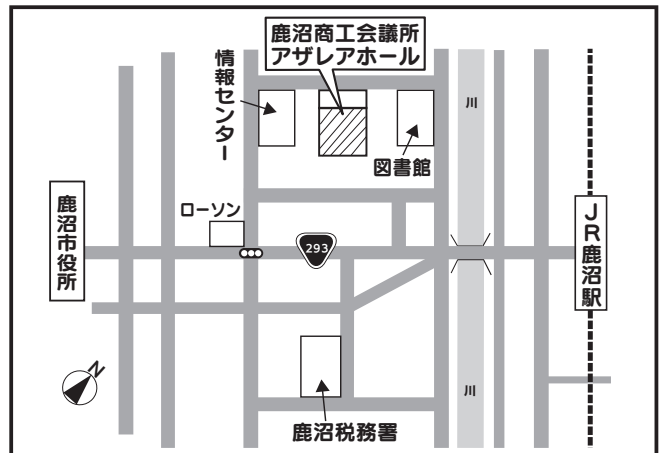 鹿沼商工会議所
アザレアホール
情報センター
川
図書館
鹿沼市役所
ローソン
293
JR鹿沼駅
N
川
鹿沼税務署